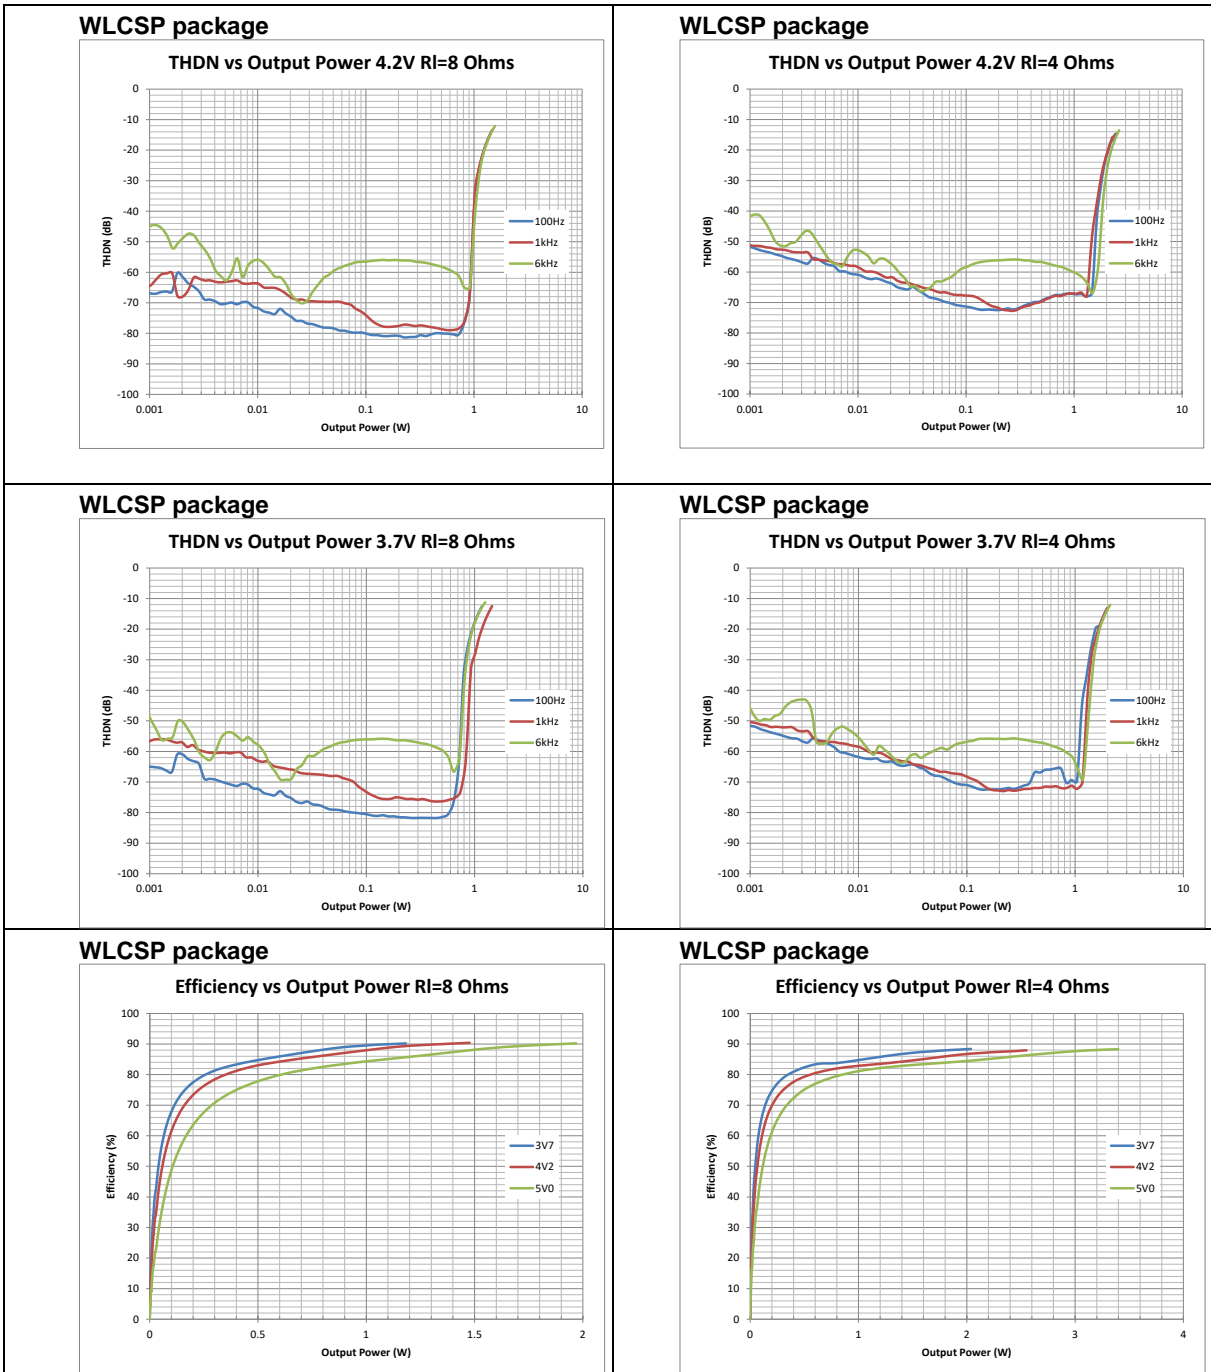 WLCSP package
THDN vs Output Power 4.2V Rl=8 Ohms
0
-10
-20
-30
-40
-50
-60
-70
-80
-90
-100
THDN (dB)
100Hz
1kHz
6kHz
0.001
0.01
0.1
1
10
Output Power (W)
WLCSP package
THDN vs Output Power 4.2V Rl=4 Ohms
0
-10
-20
-30
-40
-50
-60
-70
-80
-90
-100
THDN (dB)
100Hz
1kHz
6kHz
0.001
0.01
0.1
1
10
Output Power (W)
WLCSP package
THDN vs Output Power 3.7V Rl=8 Ohms
0
-10
-20
-30
-40
-50
-60
-70
-80
-90
-100
THDN (dB)
100Hz
1kHz
6kHz
0.001
0.01
0.1
1
10
Output Power (W)
WLCSP package
THDN vs Output Power 3.7V Rl=4 Ohms
0
-10
-20
-30
-40
-50
-60
-70
-80
-90
-100
THDN (dB)
100Hz
1kHz
6kHz
0.001
0.01
0.1
1
10
Output Power (W)
WLCSP package
Efficiency vs Output Power Rl=8 Ohms
100
90
80
70
60
50
40
30
20
10
0
Efficiency (%)
3V7
4V2
5V0
0
0.5
1
1.5
2
Output Power (W)
WLCSP package
Efficiency vs Output Power Rl=4 Ohms
100
90
80
70
60
50
40
30
20
10
0
Efficiency (%)
3V7
4V2
5V0
0
1
2
3
4
Output Power (W)